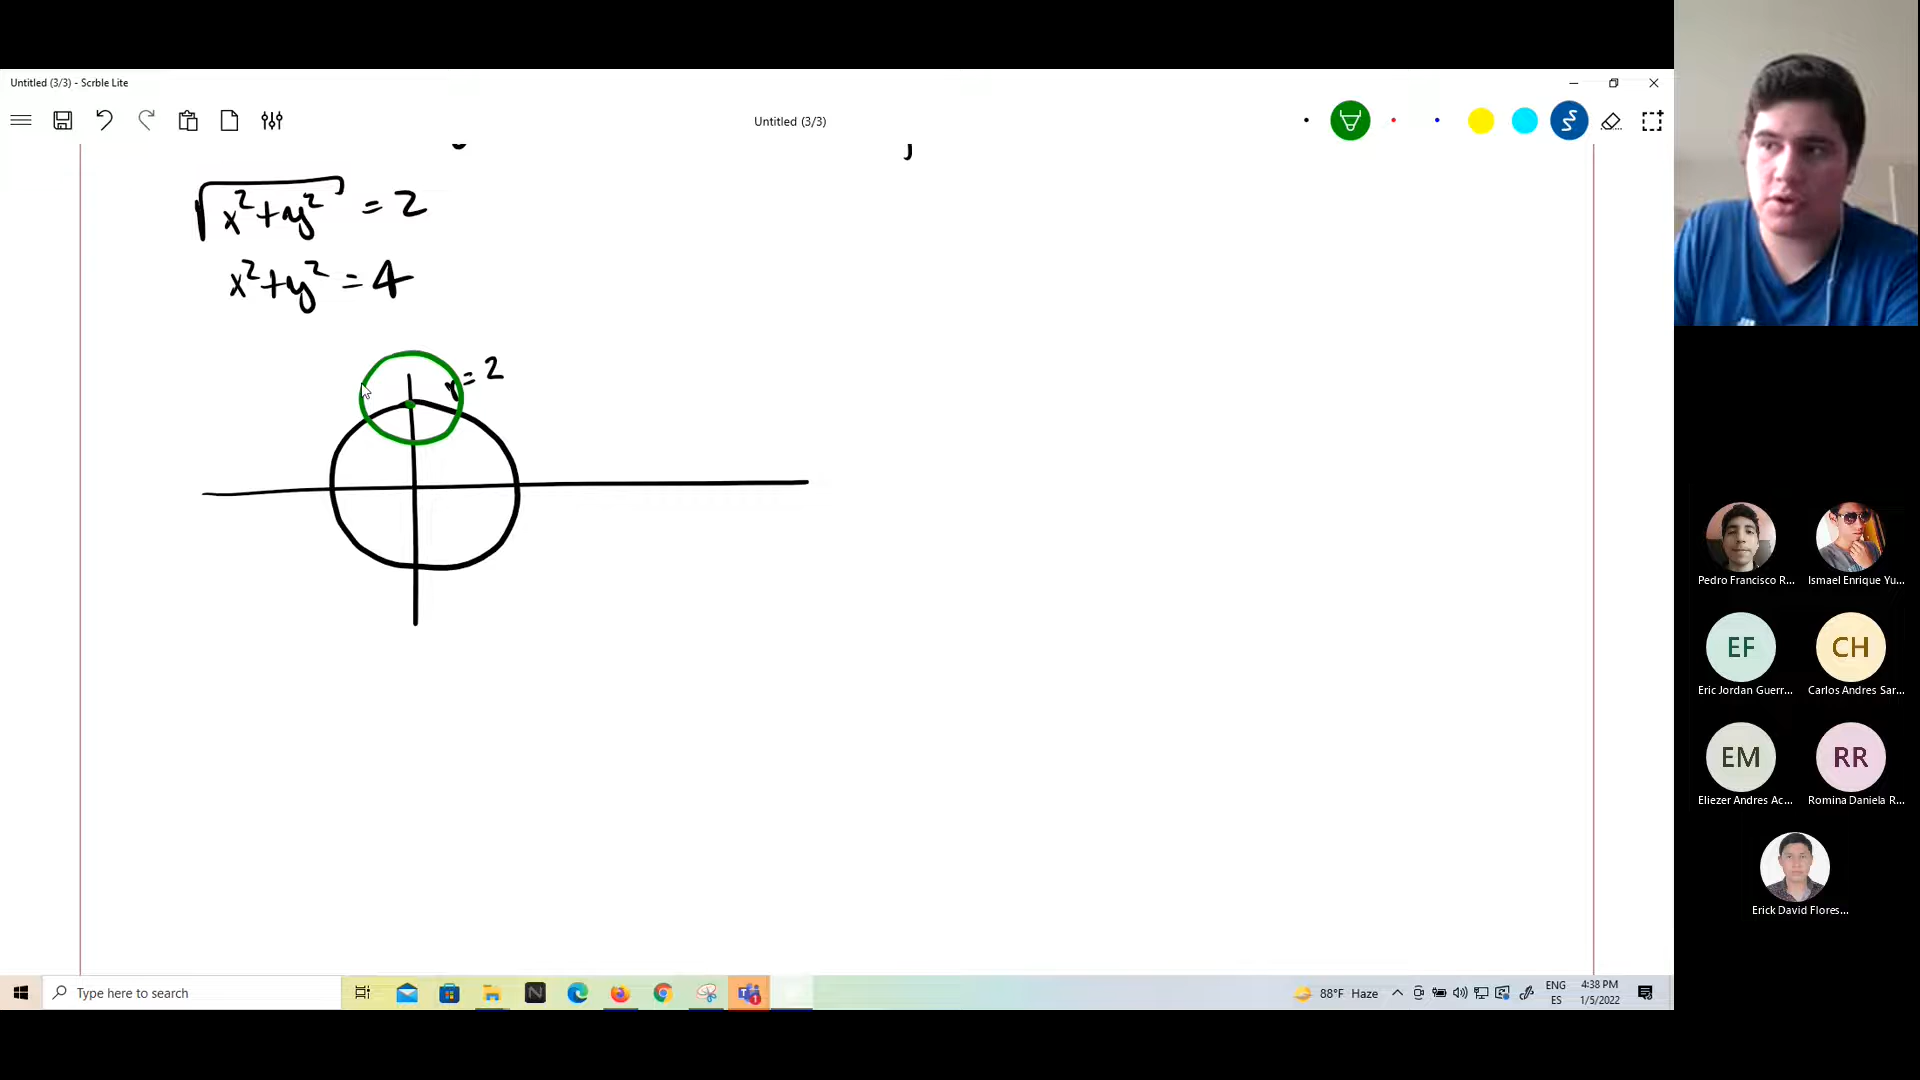 Untitled (3/3) - Scrble Lite
Untitled (3/3)
√(x²+y²) = 2
x²+y² = 4
r = 2
Pedro Francisco R...
Ismael Enrique Yu...
EF
CH
Eric Jordan Guerr...
Carlos Andres Sar...
EM
RR
Eliezer Andres Ac...
Romina Daniela R...
Erick David Flores...
Type here to search
88°F Haze
ENG
ES
4:38 PM
1/5/2022